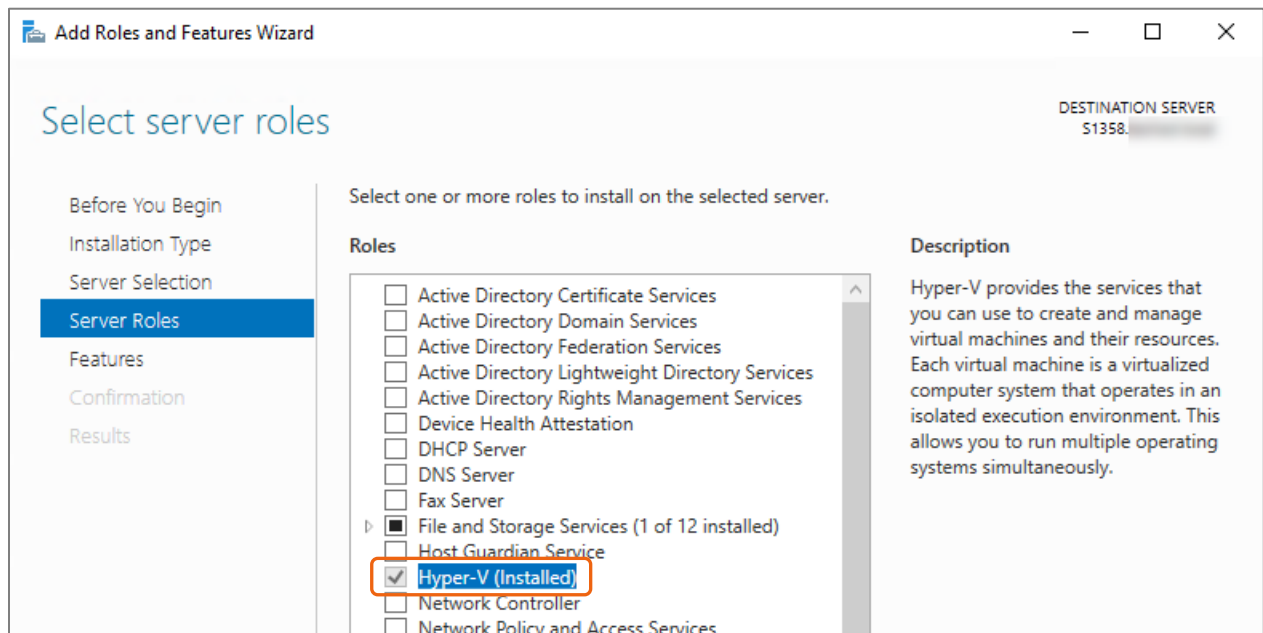 Add Roles and Features Wizard
Select server roles
DESTINATION SERVER
S1358.
Before You Begin
Installation Type
Server Selection
Server Roles
Features
Confirmation
Results
Select one or more roles to install on the selected server.
Roles
Active Directory Certificate Services
Active Directory Domain Services
Active Directory Federation Services
Active Directory Lightweight Directory Services
Active Directory Rights Management Services
Device Health Attestation
DHCP Server
DNS Server
Fax Server
File and Storage Services (1 of 12 installed)
Host Guardian Service
Hyper-V (Installed)
Network Controller
Network Policy and Access Services
Description
Hyper-V provides the services that
you can use to create and manage
virtual machines and their resources.
Each virtual machine is a virtualized
computer system that operates in an
isolated execution environment. This
allows you to run multiple operating
systems simultaneously.